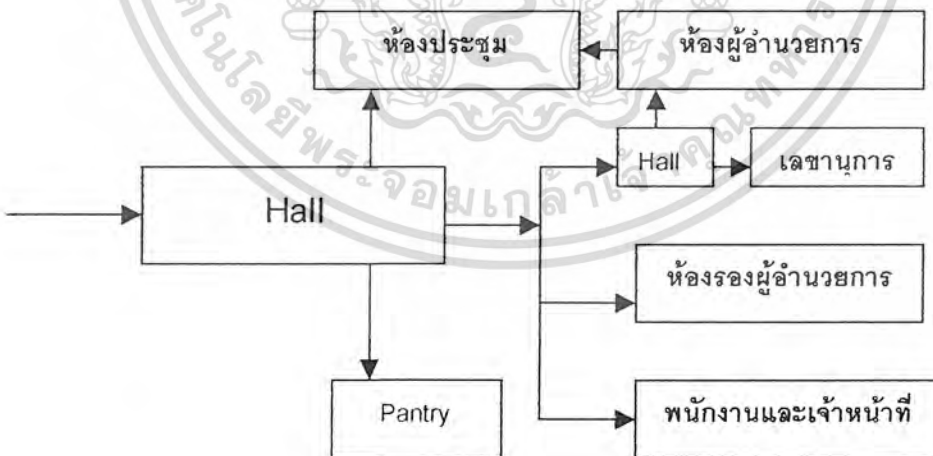 ห้องประชุม
ห้องผู้อำนวยการ
Hall
เลขานุการ
Hall
ห้องรองผู้อำนวยการ
Pantry
พนักงานและเจ้าหน้าที่